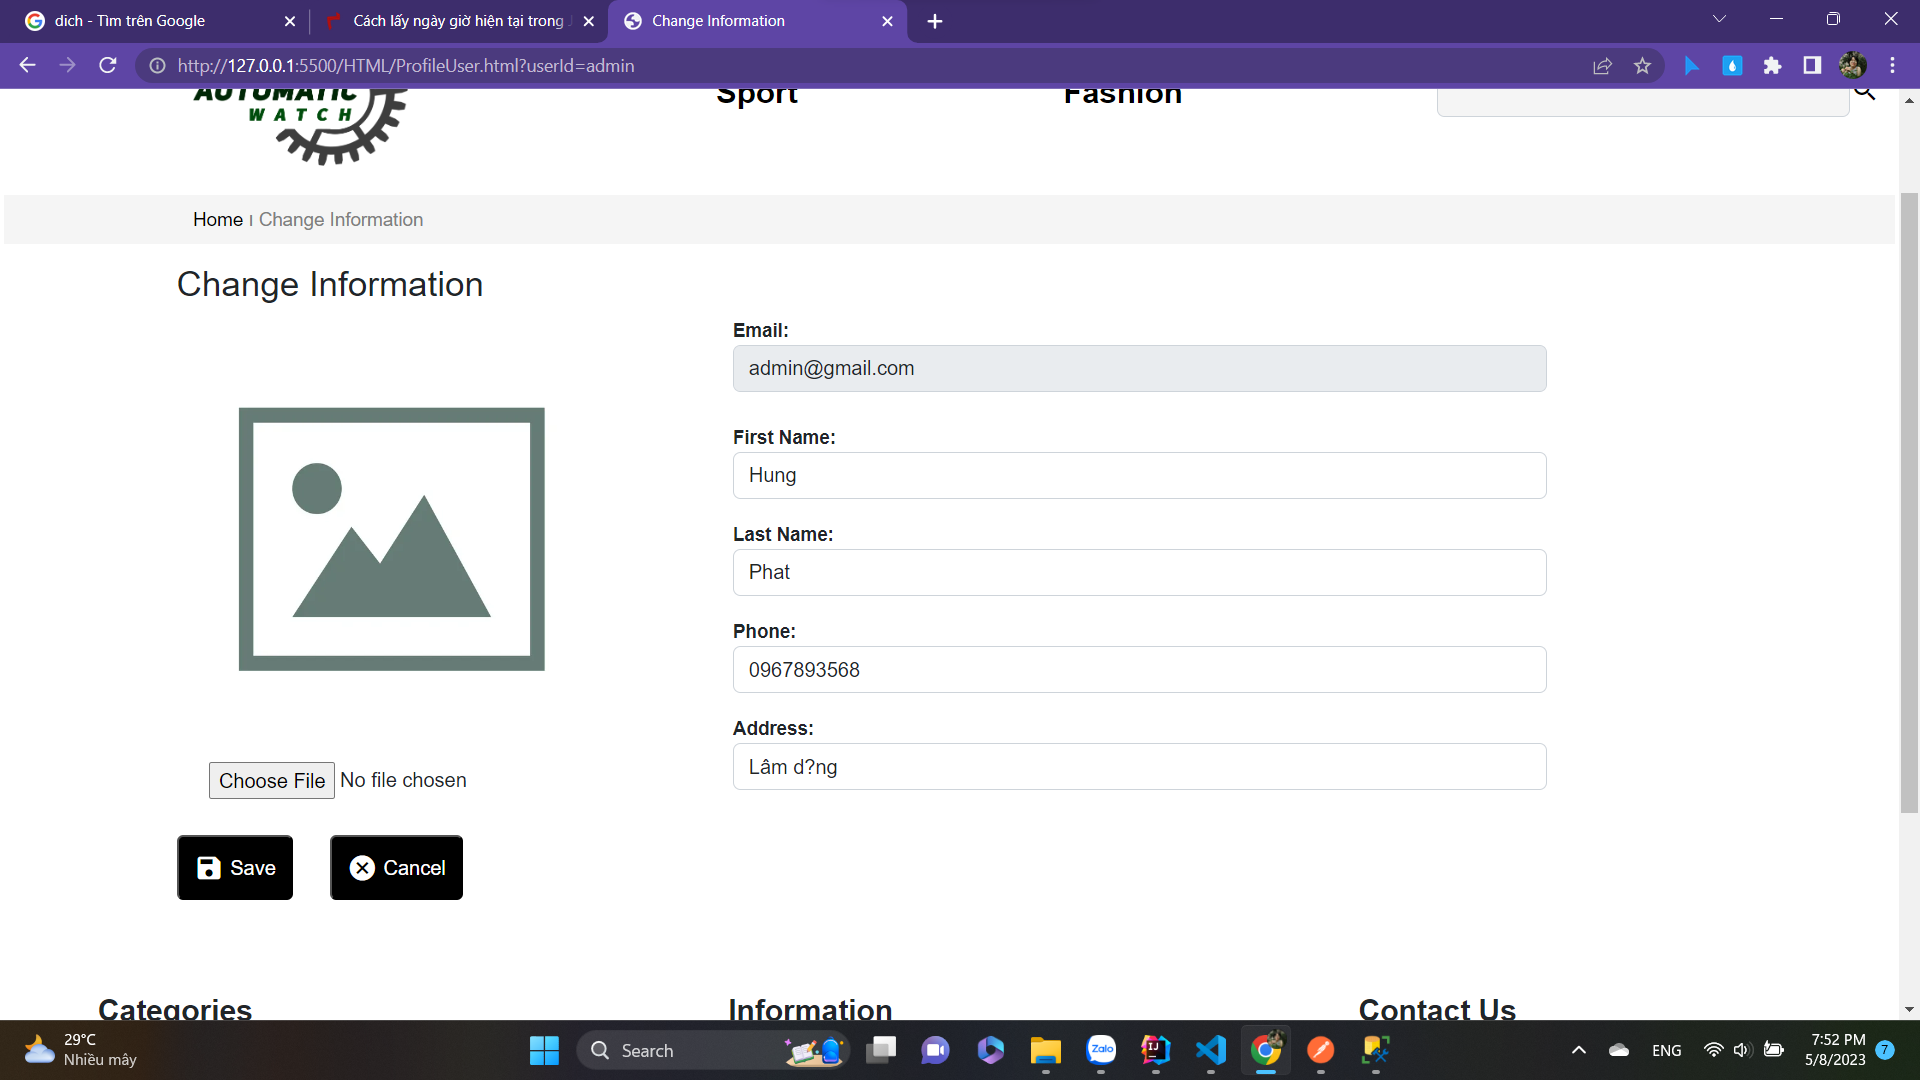 dich - Tìm trên Google
Cách lấy ngày giờ hiện tại trong J
Change Information
http://127.0.0.1:5500/HTML/ProfileUser.html?userId=admin
AUTOMATIC
WATCH
Sport
Fashion
Home
Change Information
Change Information
Email:
admin@gmail.com
First Name:
Hung
Last Name:
Phat
Phone:
0967893568
Address:
Lâm d?ng
Choose File No file chosen
Save
Cancel
Categories
Information
Contact Us
29°C
Nhiều mây
Search
Zalo
IJ
ENG
7:52 PM
5/8/2023
7